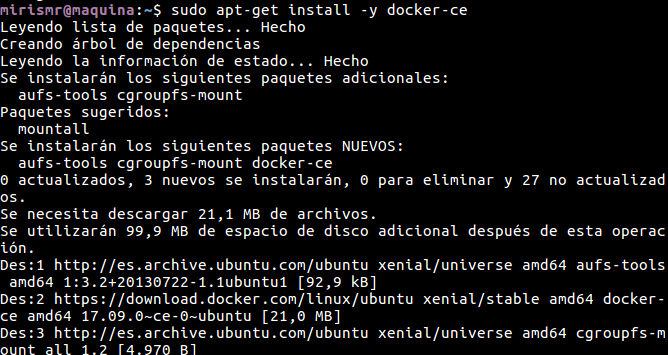 mirismr@maquina:~$ sudo apt-get install -y docker-ce
Leyendo lista de paquetes... Hecho
Creando árbol de dependencias
Leyendo la información de estado... Hecho
Se instalarán los siguientes paquetes adicionales:
  aufs-tools cgroupfs-mount
Paquetes sugeridos:
  mountall
Se instalarán los siguientes paquetes NUEVOS:
  aufs-tools cgroupfs-mount docker-ce
0 actualizados, 3 nuevos se instalarán, 0 para eliminar y 27 no actualizad
os.
Se necesita descargar 21,1 MB de archivos.
Se utilizarán 99,9 MB de espacio de disco adicional después de esta operac
ión.
Des:1 http://es.archive.ubuntu.com/ubuntu xenial/universe amd64 aufs-tools
 amd64 1:3.2+20130722-1.1ubuntu1 [92,9 kB]
Des:2 https://download.docker.com/linux/ubuntu xenial/stable amd64 docker-
ce amd64 17.09.0~ce-0~ubuntu [21,0 MB]
Des:3 http://es.archive.ubuntu.com/ubuntu xenial/universe amd64 cgroupfs-m
ount all 1.2 [4.970 B]